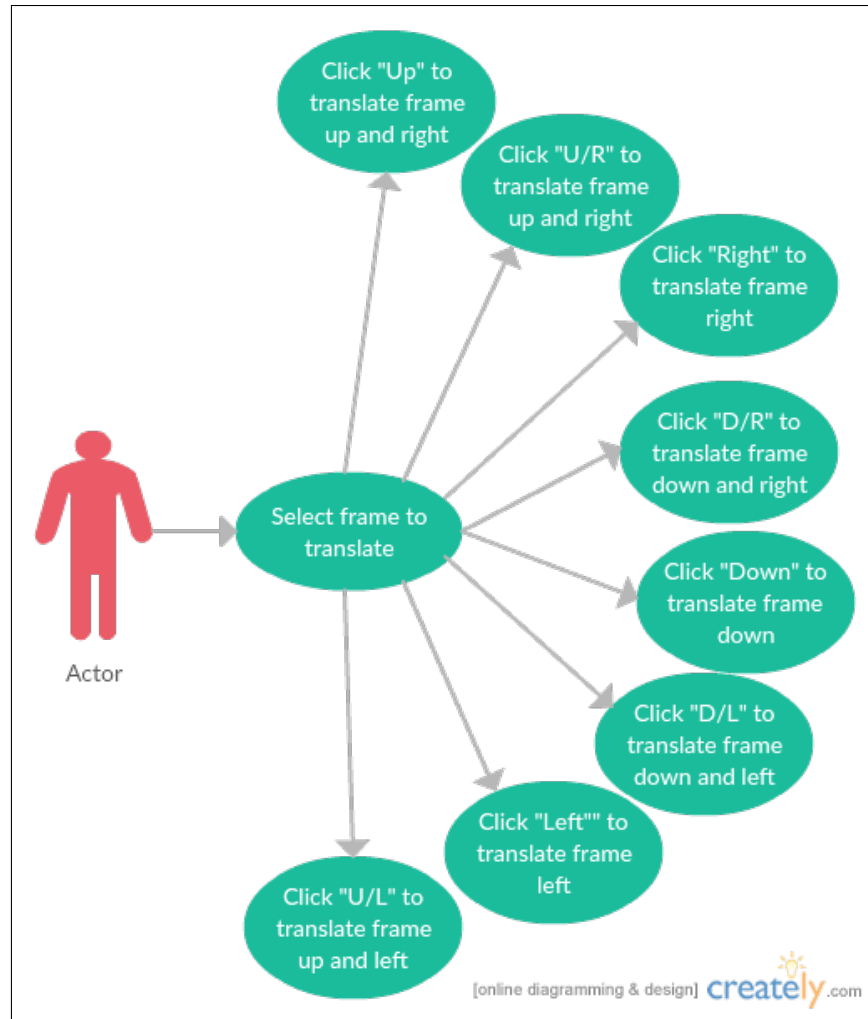 Click "Up" to
translate frame
up and right
Click "U/R" to
translate frame
up and right
Click "Right" to
translate frame
right
Click "D/R" to
translate frame
down and right
Select frame to
translate
Click "Down" to
translate frame
down
Actor
Click "D/L" to
translate frame
down and left
Click "Left"" to
translate frame
left
Click "U/L" to
translate frame
up and left
[online diagramming & design] creately.com